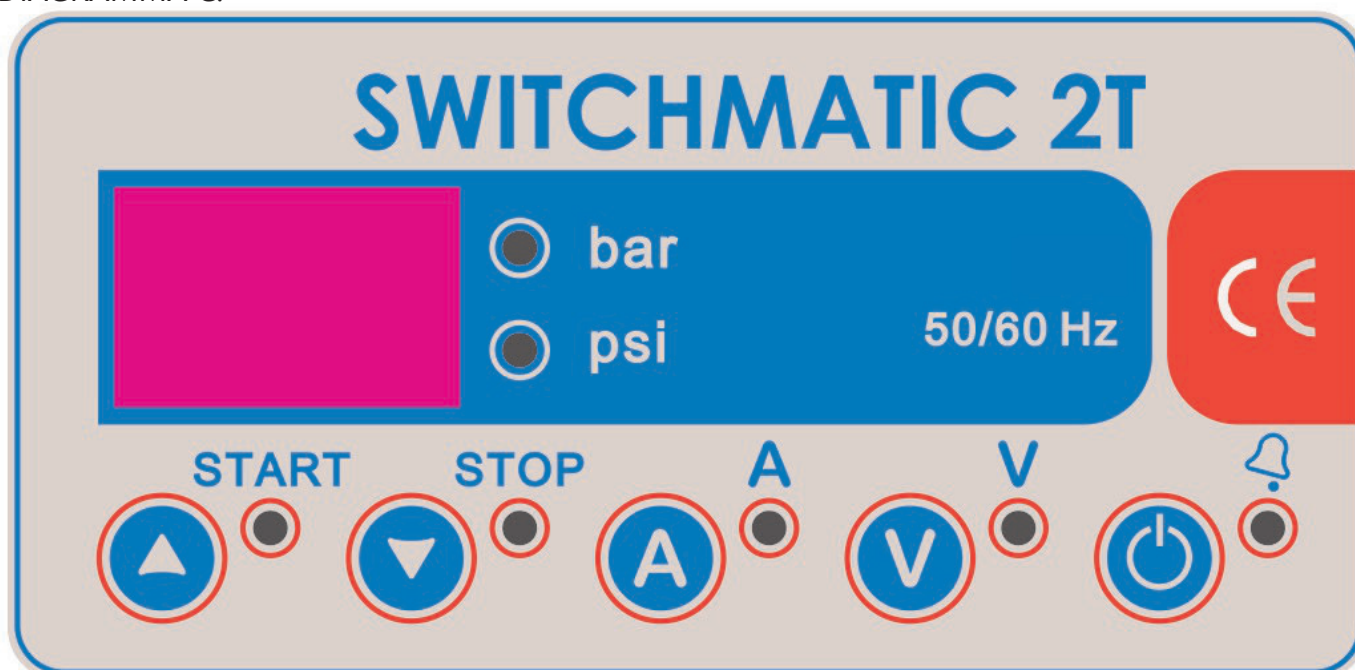 SWITCHMATIC 2T
bar
psi
50/60 Hz
CE
START STOP A V
A V